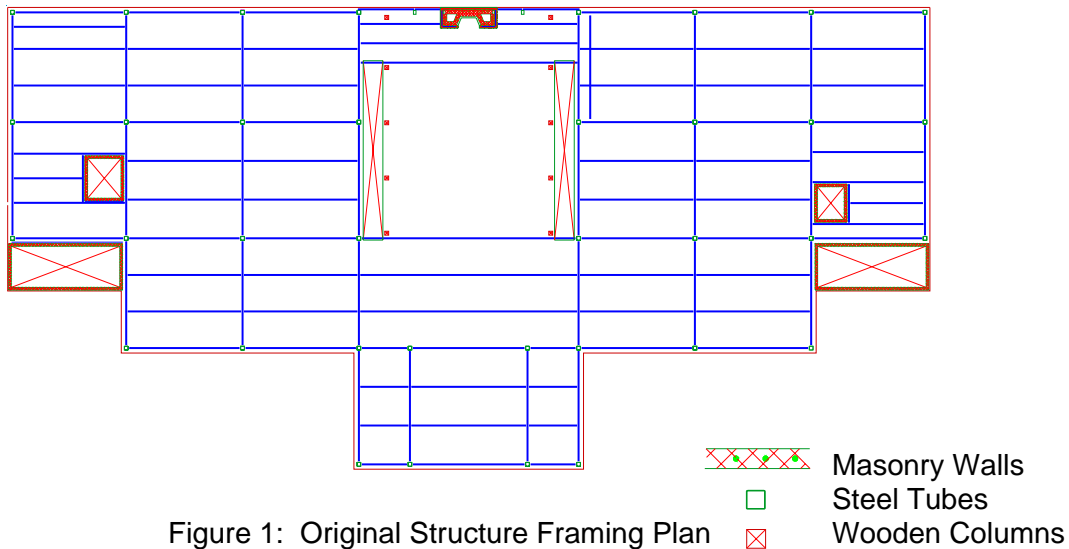 Masonry Walls
Steel Tubes
Figure 1: Original Structure Framing Plan
Wooden Columns